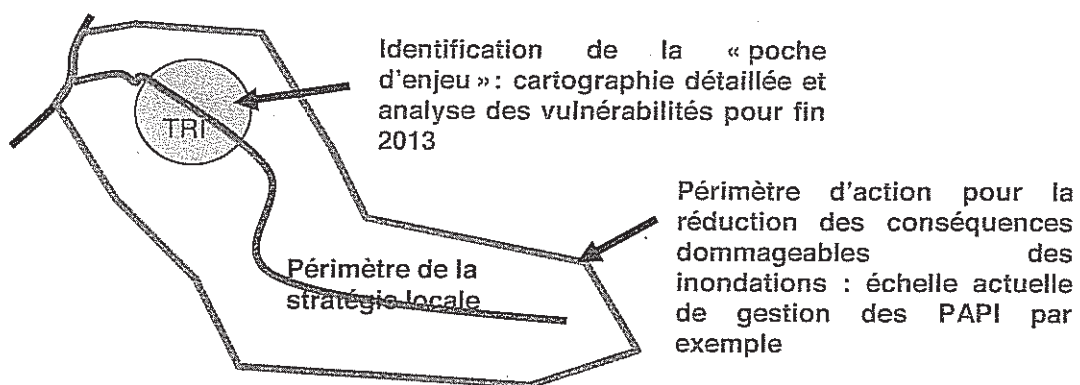 Identification de la « poche
d'enjeu » : cartographie détaillée et
analyse des vulnérabilités pour fin
2013
TRI
Périmètre d'action pour la
réduction des conséquences
dommageables des
inondations : échelle actuelle
de gestion des PAPI par
exemple
Périmètre de la
stratégie locale